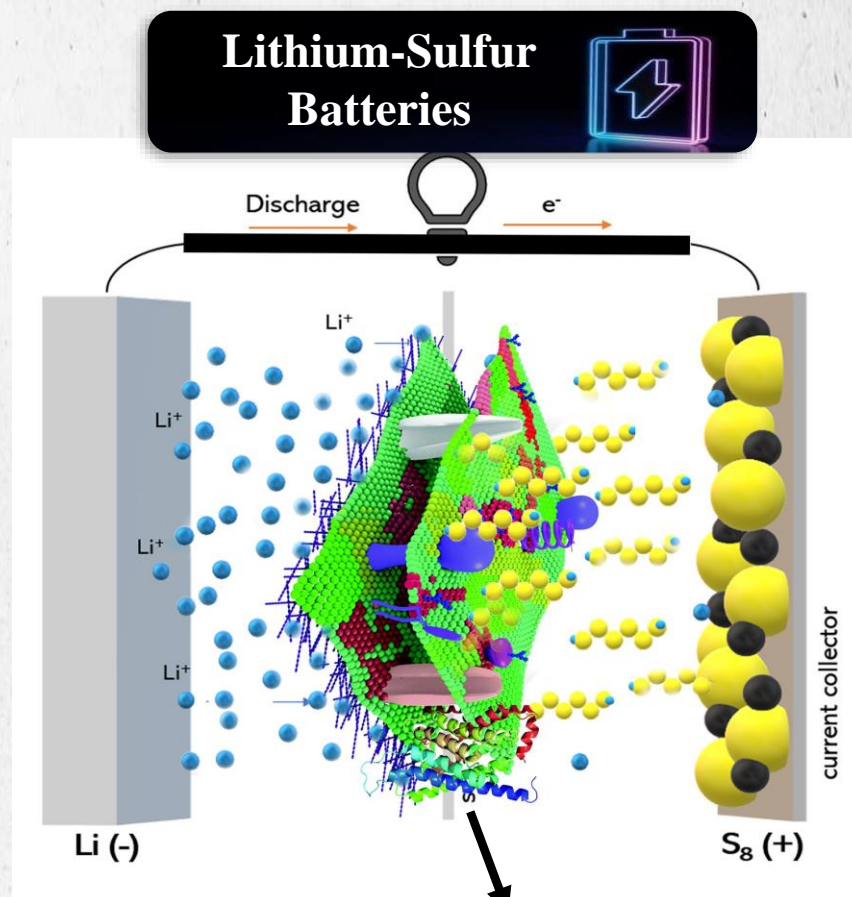 Lithium-Sulfur
Batteries
Discharge
e⁻
Li⁺
Li⁺
Li⁺
Li⁺
current collector
Li (-)
S₈ (+)